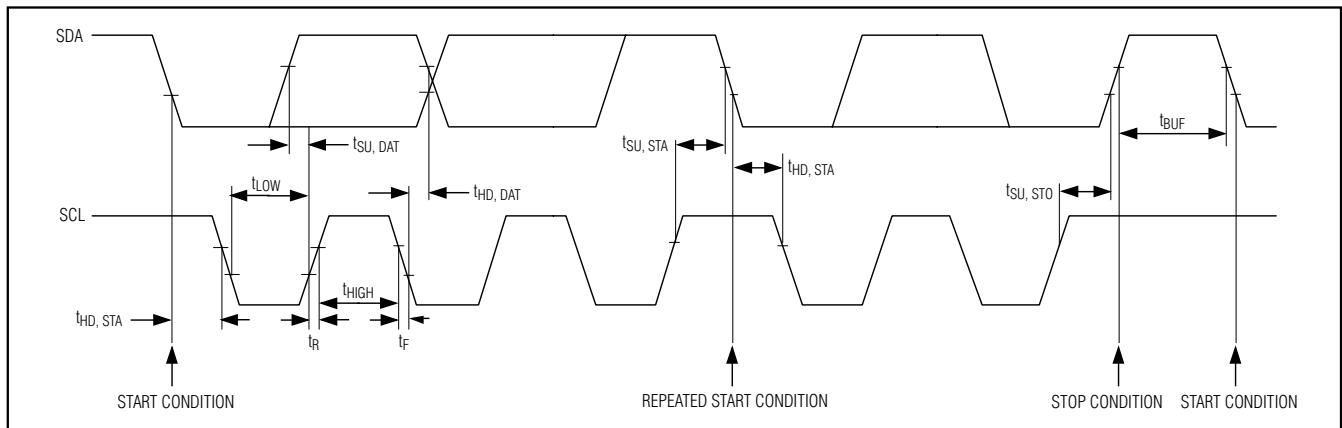 SDA
tSU, DAT
tHD, DAT
tSU, STA
tHD, STA
tBUF
tSU, STO
tLOW
SCL
tHIGH
tHD, STA
tR
tF
START CONDITION
REPEATED START CONDITION
STOP CONDITION
START CONDITION